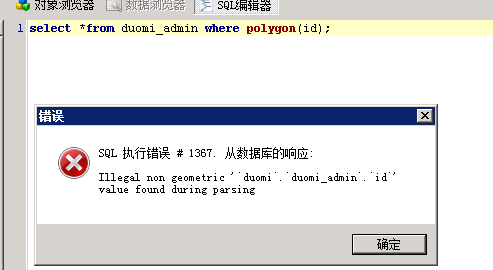 对象浏览器 数据浏览器 SQL编辑器
1 select *from duomi_admin where polygon(id);
错误
SQL 执行错误 # 1367. 从数据库的响应:
Illegal non geometric '`duomi`.`duomi_admin`.`id`'
value found during parsing
确定